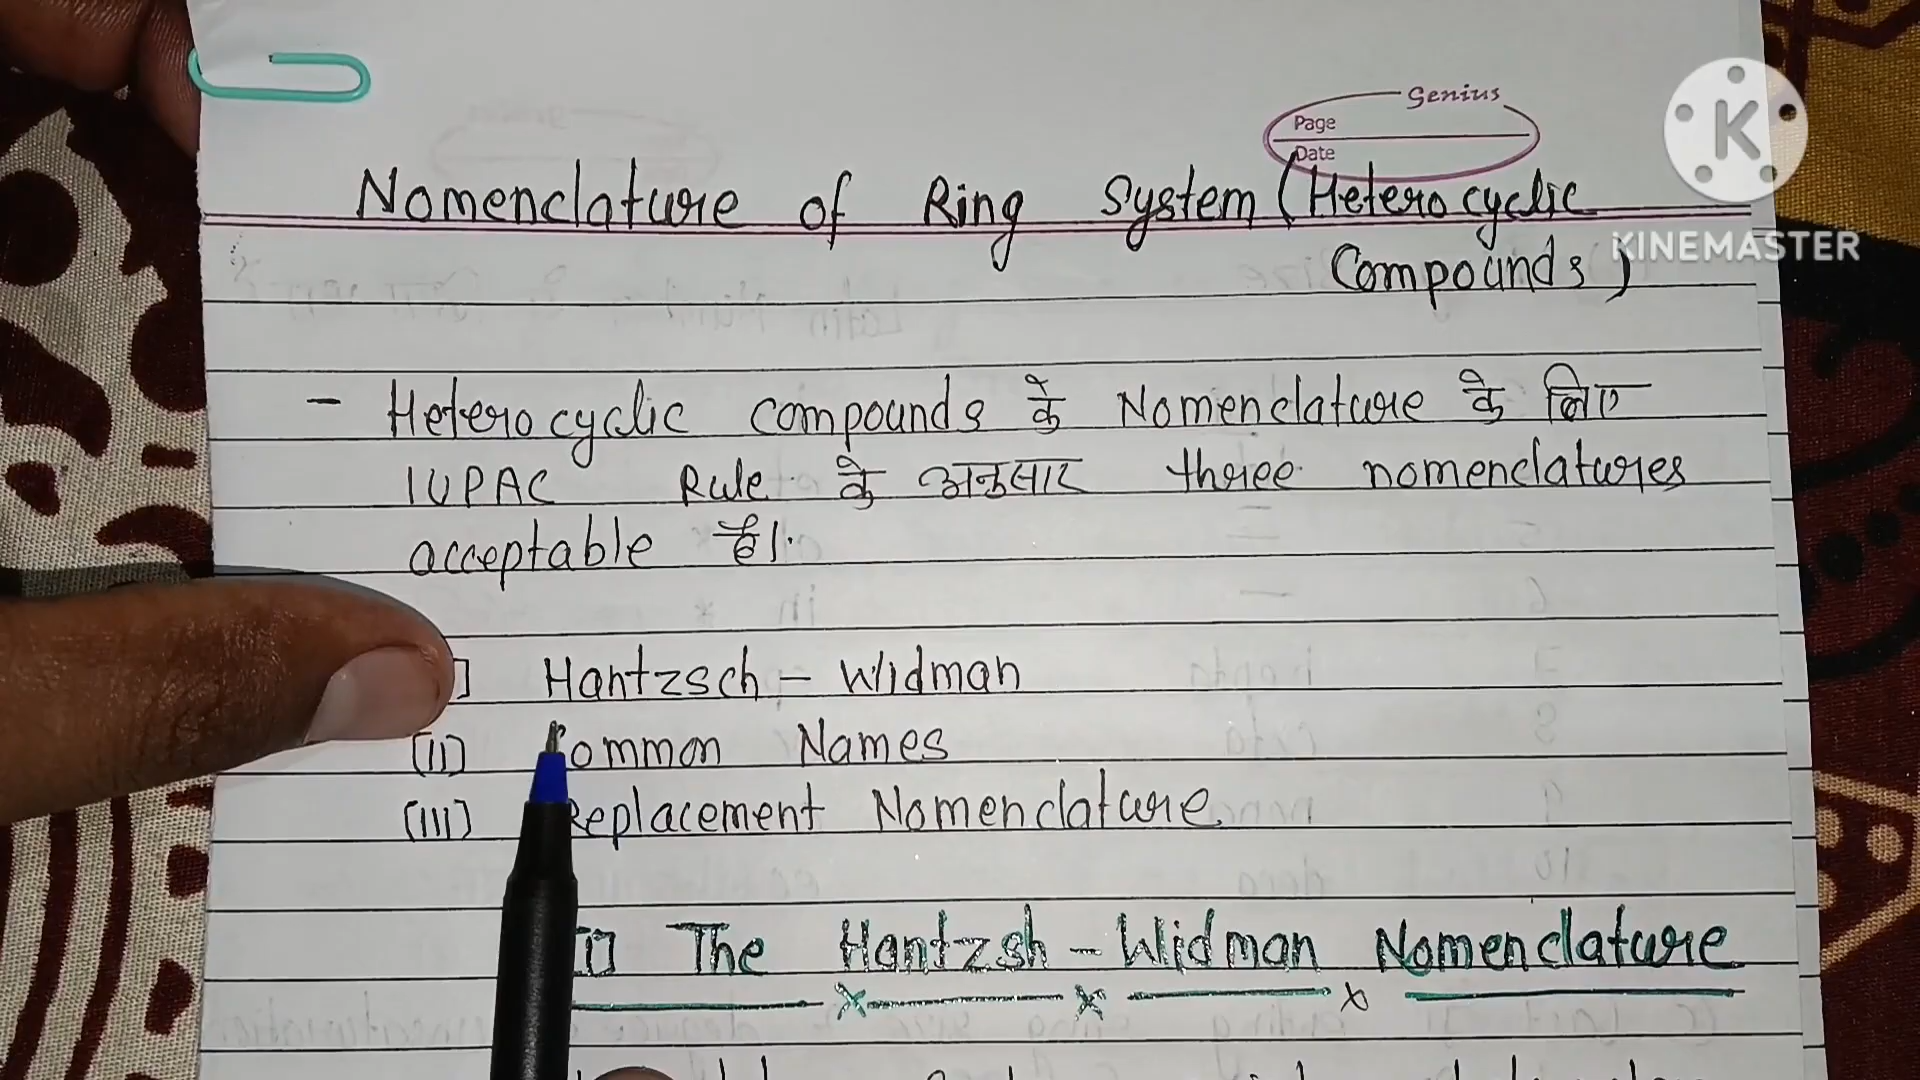 Genius
Page
Date
K
KINEMASTER
Nomenclature of Ring System (Heterocyclic
Compounds)
- Heterocyclic compounds के Nomenclature के लिए
IUPAC Rule के अनुसार three nomenclatures
acceptable है।
] Hantzsch - Widman
(II) Common Names
(III) Replacement Nomenclature
I] The Hantzsh - Widman Nomenclature